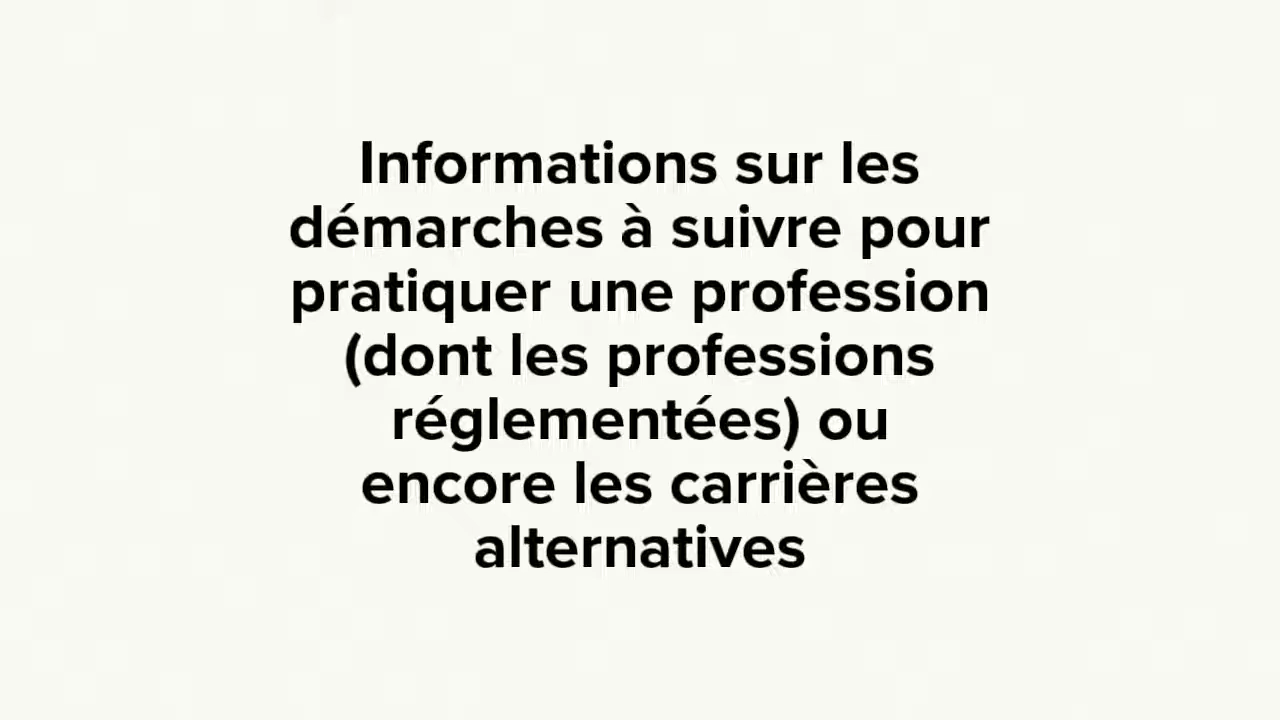 Informations sur les
démarches à suivre pour
pratiquer une profession
(dont les professions
réglementées) ou
encore les carrières
alternatives